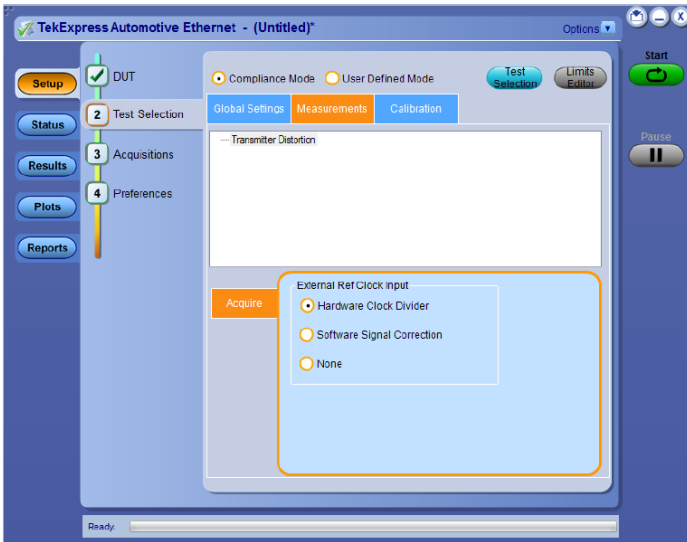 TekExpress Automotive Ethernet - (Untitled)*
Options
Start
Setup
DUT
Compliance Mode
User Defined Mode
Test Selection
Limits Editor
Status
2 Test Selection
Global Settings
Measurements
Calibration
Pause
Transmitter Distortion
Results
3 Acquisitions
Plots
4 Preferences
Reports
External Ref Clock Input
Acquire
Hardware Clock Divider
Software Signal Correction
None
Ready.